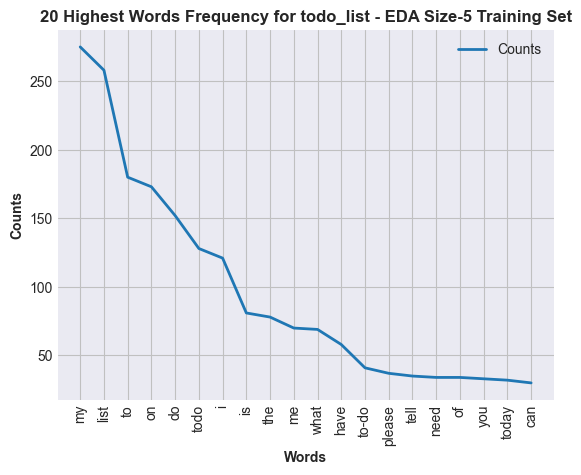 20 Highest Words Frequency for todo_list - EDA Size-5 Training Set
Counts
Counts
250
200
150
100
50
my
list
to
on
do
todo
i
is
the
me
what
have
to-do
please
tell
need
of
you
today
can
Words